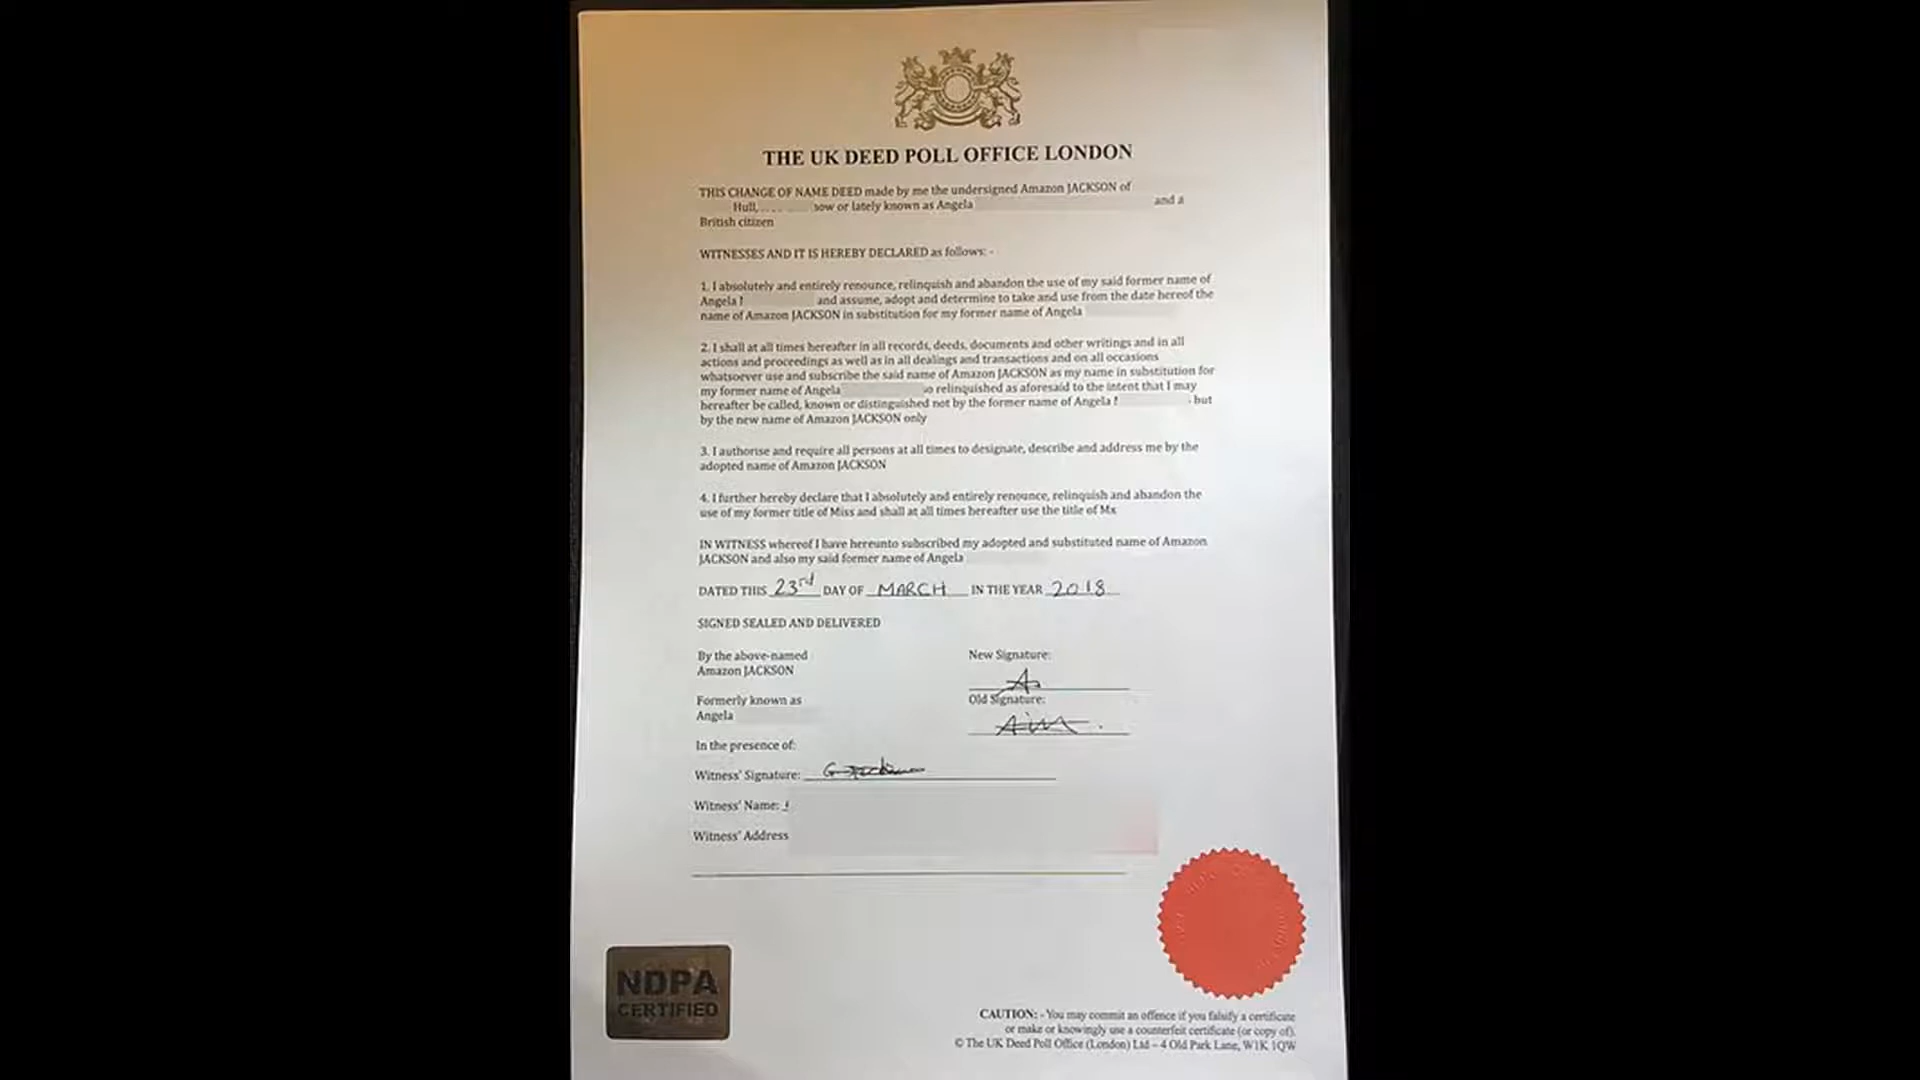 THE UK DEED POLL OFFICE LONDON
THIS CHANGE OF NAME DEED made by me the undersigned Amazon JACKSON of
Hull, now or lately known as Angela and a
British citizen
WITNESSES AND IT IS HEREBY DECLARED as follows: -
1. I absolutely and entirely renounce, relinquish and abandon the use of my said former name of
Angela and assume, adopt and determine to take and use from the date hereof the
name of Amazon JACKSON in substitution for my former name of Angela
2. I shall at all times hereafter in all records, deeds, documents and other writings and in all
actions and proceedings as well as in all dealings and transactions and on all occasions
whatsoever use and subscribe the said name of Amazon JACKSON as my name in substitution for
my former name of Angela so relinquished as aforesaid to the intent that I may
hereafter be called, known or distinguished not by the former name of Angela but
by the new name of Amazon JACKSON only
3. I authorise and require all persons at all times to designate, describe and address me by the
adopted name of Amazon JACKSON
4. I further hereby declare that I absolutely and entirely renounce, relinquish and abandon the
use of my former title of Miss and shall at all times hereafter use the title of Mx
IN WITNESS whereof I have hereunto subscribed my adopted and substituted name of Amazon
JACKSON and also my said former name of Angela
DATED THIS 23rd DAY OF MARCH IN THE YEAR 2018
SIGNED SEALED AND DELIVERED
By the above-named
Amazon JACKSON
New Signature:
Formerly known as
Angela
Old Signature:
In the presence of:
Witness' Signature:
Witness' Name:
Witness' Address
NDPA
CERTIFIED
CAUTION: - You may commit an offence if you falsify a certificate
or make or knowingly use a counterfeit certificate (or copy of).
© The UK Deed Poll Office (London) Ltd – 4 Old Park Lane, W1K 1QW